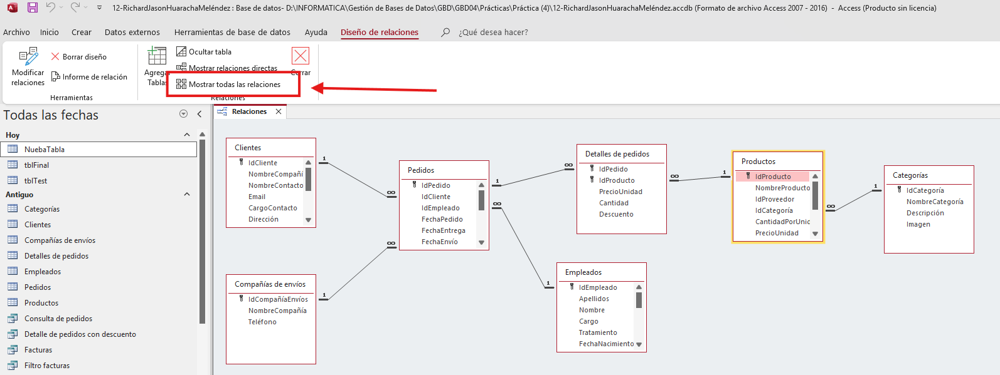 12-RichardJasonHuarachaMeléndez : Base de datos- D:\INFORMATICA\Gestión de Bases de Datos\GBD\GBD04\Prácticas\Práctica (4)\12-RichardJasonHuarachaMeléndez.accdb (Formato de archivo Access 2007 - 2016) - Access (Producto sin licencia)
Archivo Inicio Crear Datos externos Herramientas de base de datos Ayuda Diseño de relaciones ¿Qué desea hacer?
Modificar relaciones
Borrar diseño
Informe de relación
Herramientas
Agregar Tablas
Ocultar tabla
Mostrar relaciones directas
Mostrar todas las relaciones
Cerrar
Relaciones
Todas las fechas
Hoy
NuebaTabla
tblFinal
tblTest
Antiguo
Categorías
Clientes
Compañías de envíos
Detalles de pedidos
Empleados
Pedidos
Productos
Consulta de pedidos
Detalle de pedidos con descuento
Facturas
Filtro facturas
Relaciones
Clientes
IdCliente
NombreCompañí
NombreContacto
Email
CargoContacto
Dirección
1
∞
Pedidos
IdPedido
IdCliente
IdEmpleado
FechaPedido
FechaEntrega
FechaEnvío
1
∞
∞
∞
Compañías de envíos
IdCompañíaEnvíos
NombreCompañía
Teléfono
1
Detalles de pedidos
IdPedido
IdProducto
PrecioUnidad
Cantidad
Descuento
∞
1
Empleados
IdEmpleado
Apellidos
Nombre
Cargo
Tratamiento
FechaNacimiento
1
Productos
IdProducto
NombreProducto
IdProveedor
IdCategoría
CantidadPorUnid
PrecioUnidad
∞
1
Categorías
IdCategoría
NombreCategoría
Descripción
Imagen